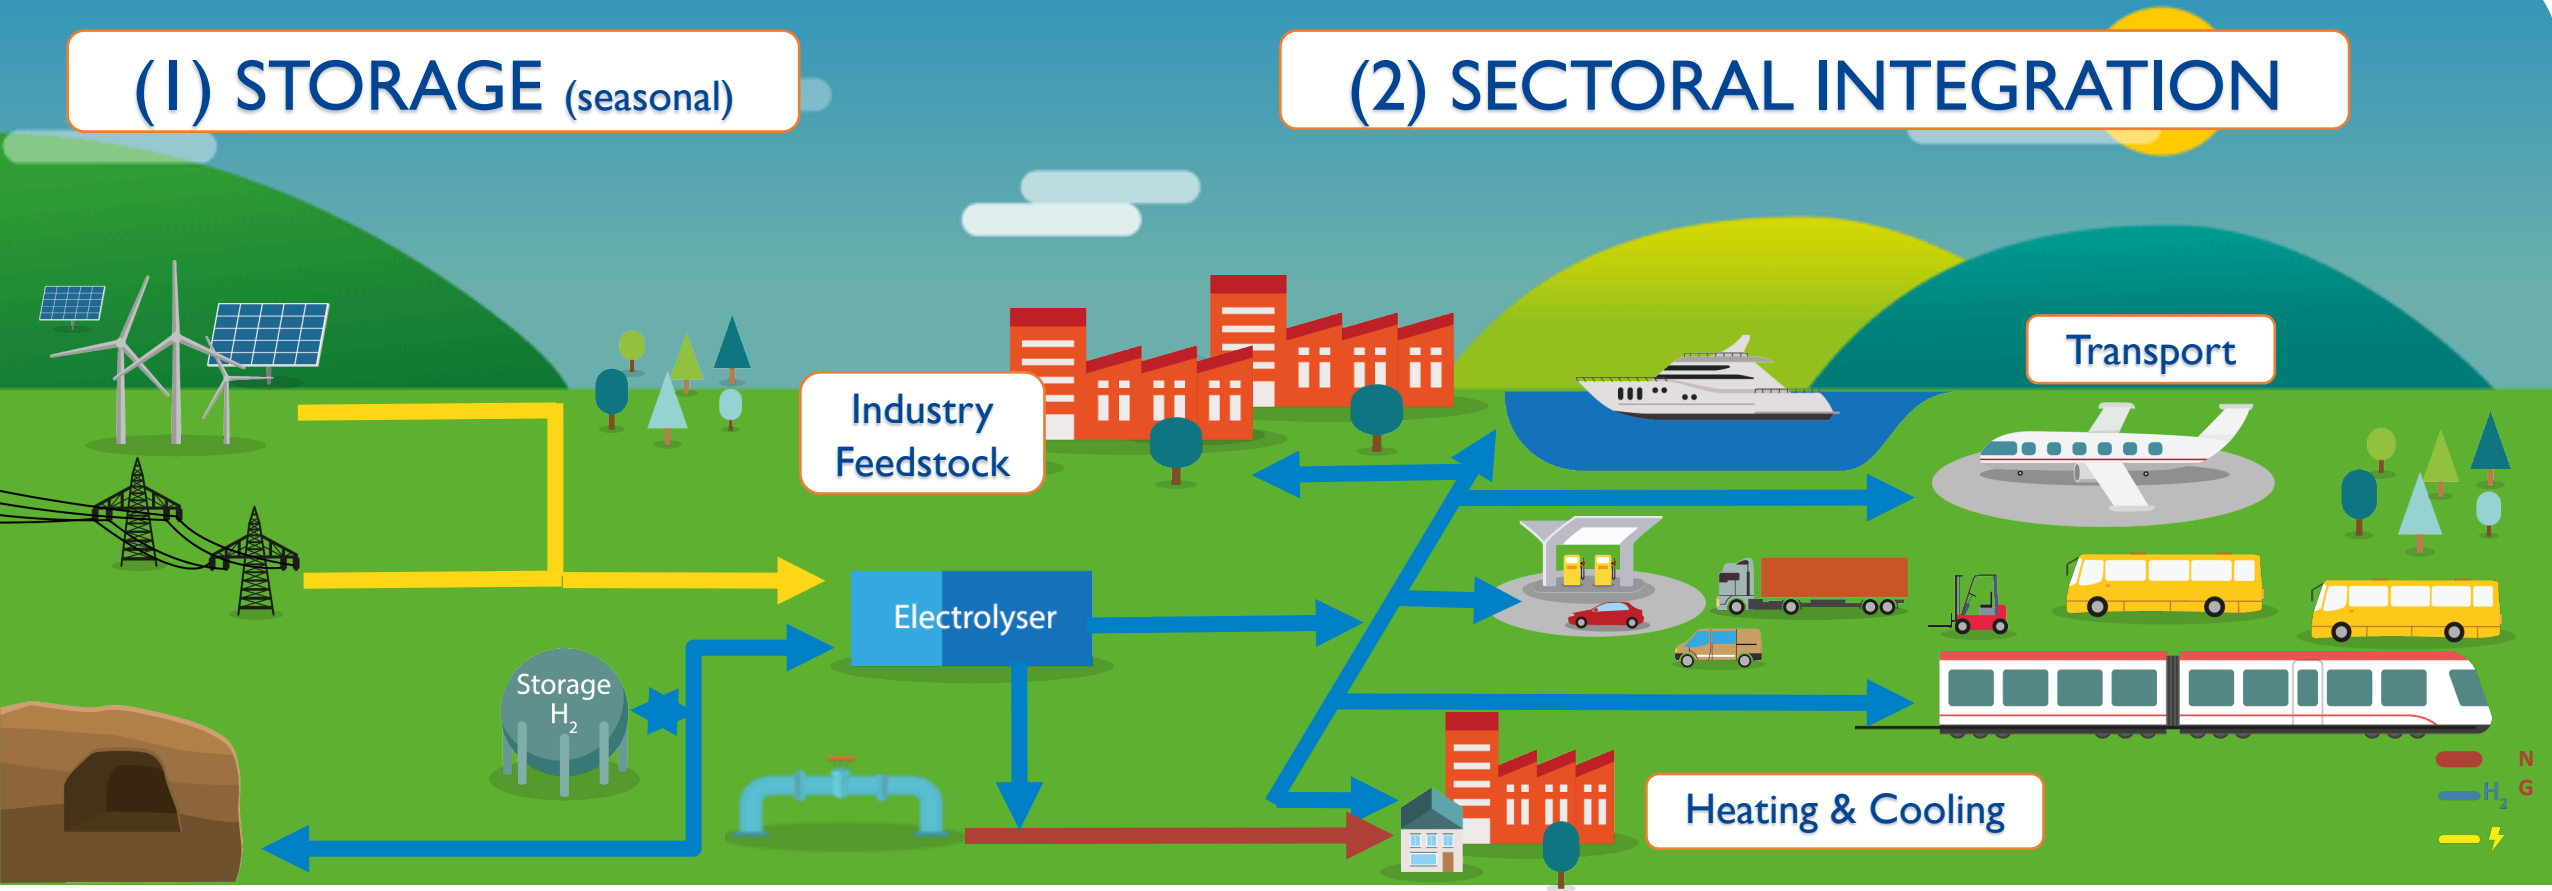 (1) STORAGE (seasonal)
(2) SECTORAL INTEGRATION
Transport
Industry
Feedstock
Electrolyser
Storage
H₂
Heating & Cooling
N
G
H₂